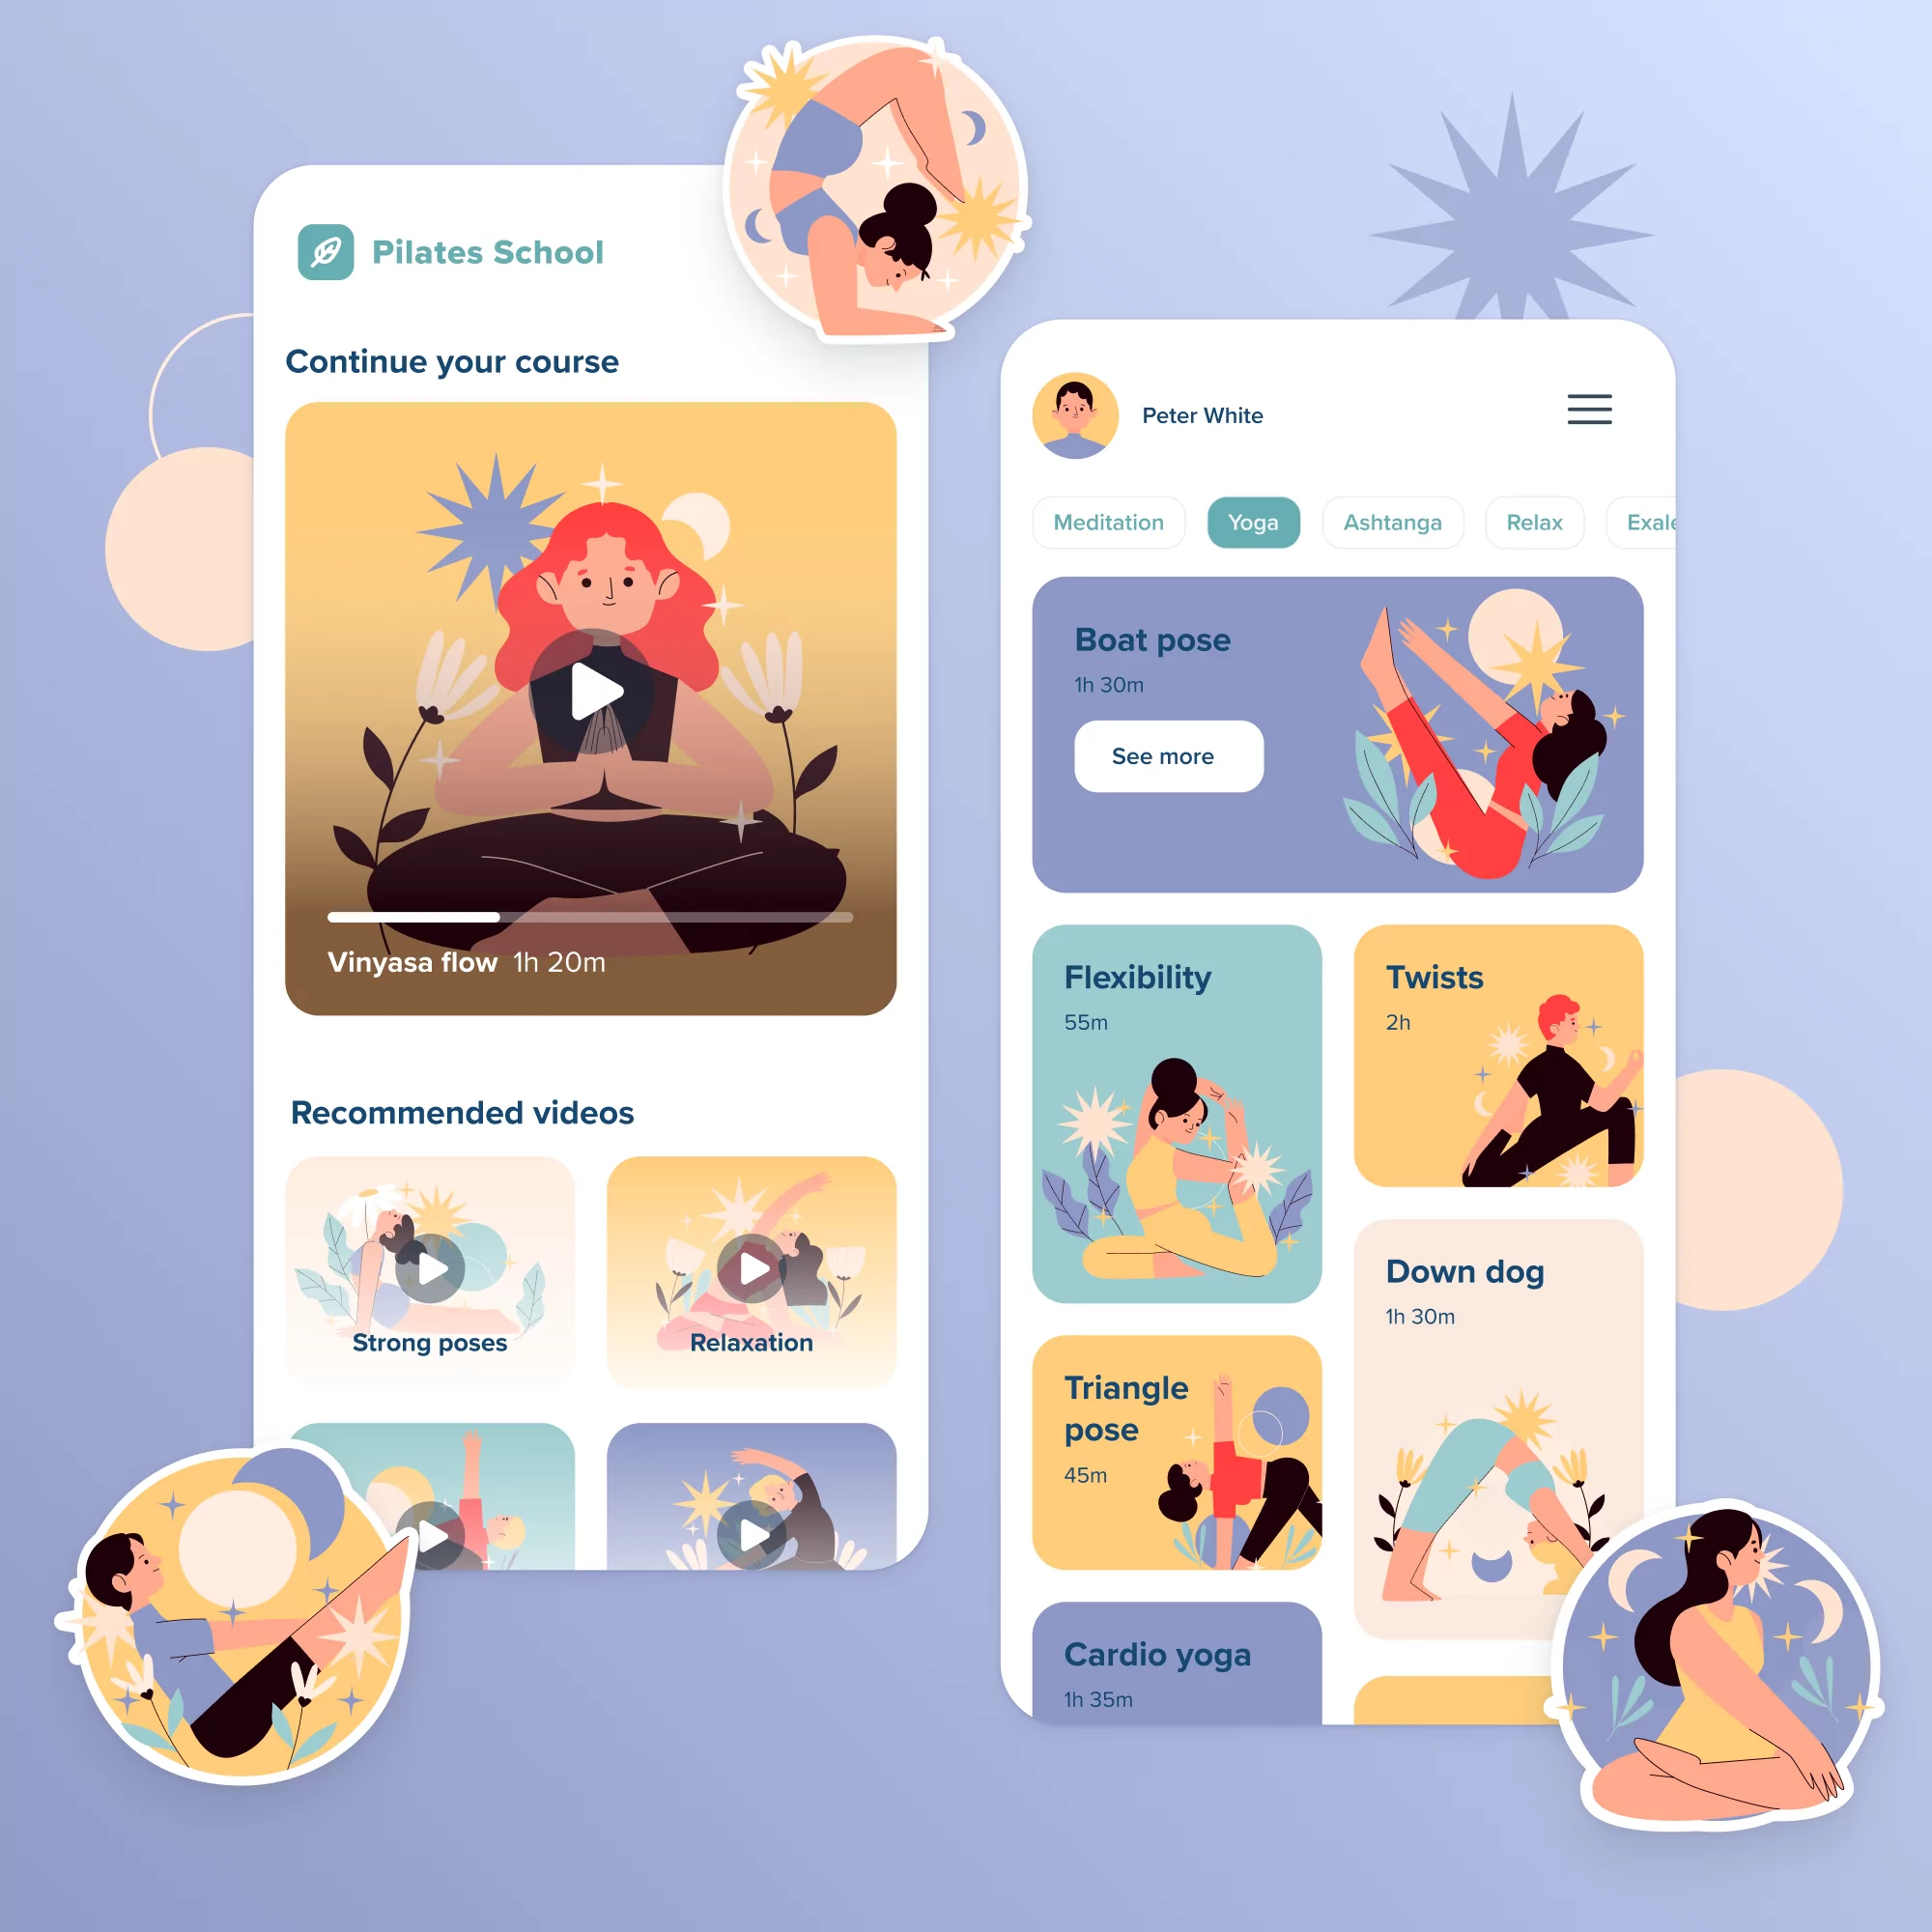 Pilates School
Continue your course
Vinyasa flow 1h 20m
Recommended videos
Strong poses
Relaxation
Peter White
Meditation
Yoga
Ashtanga
Relax
Exale
Boat pose
1h 30m
See more
Flexibility
55m
Twists
2h
Down dog
1h 30m
Triangle
pose
45m
Cardio yoga
1h 35m